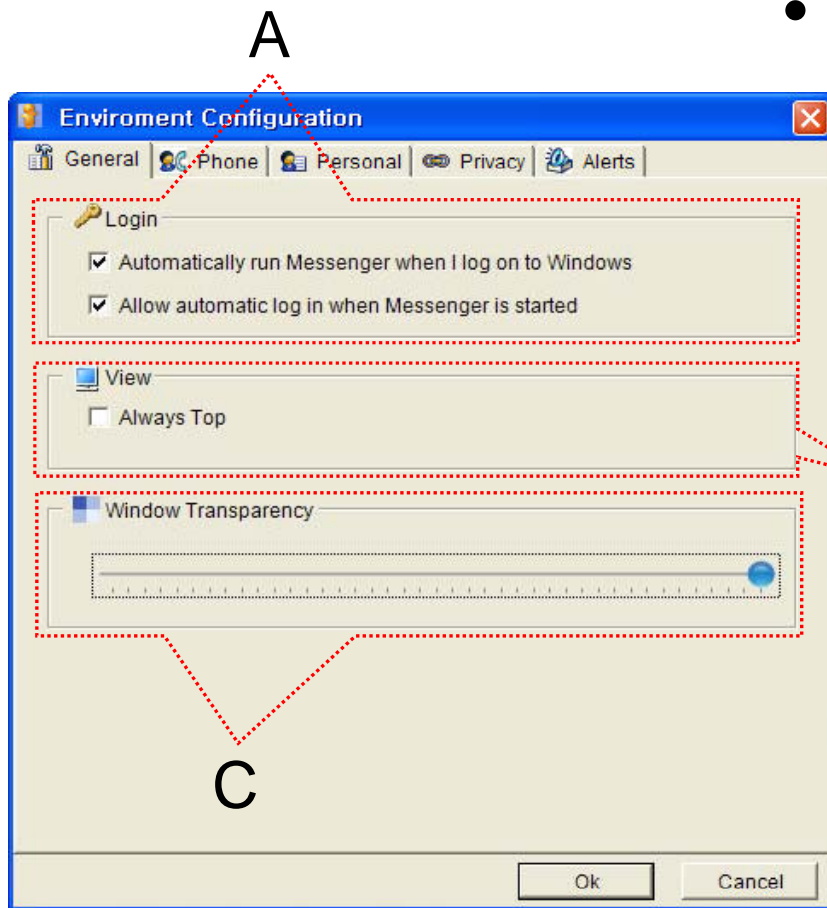 A
•
Enviroment Configuration
General Phone Personal Privacy Alerts
Login
Automatically run Messenger when I log on to Windows
Allow automatic log in when Messenger is started
View
Always Top
Window Transparency
C
Ok Cancel